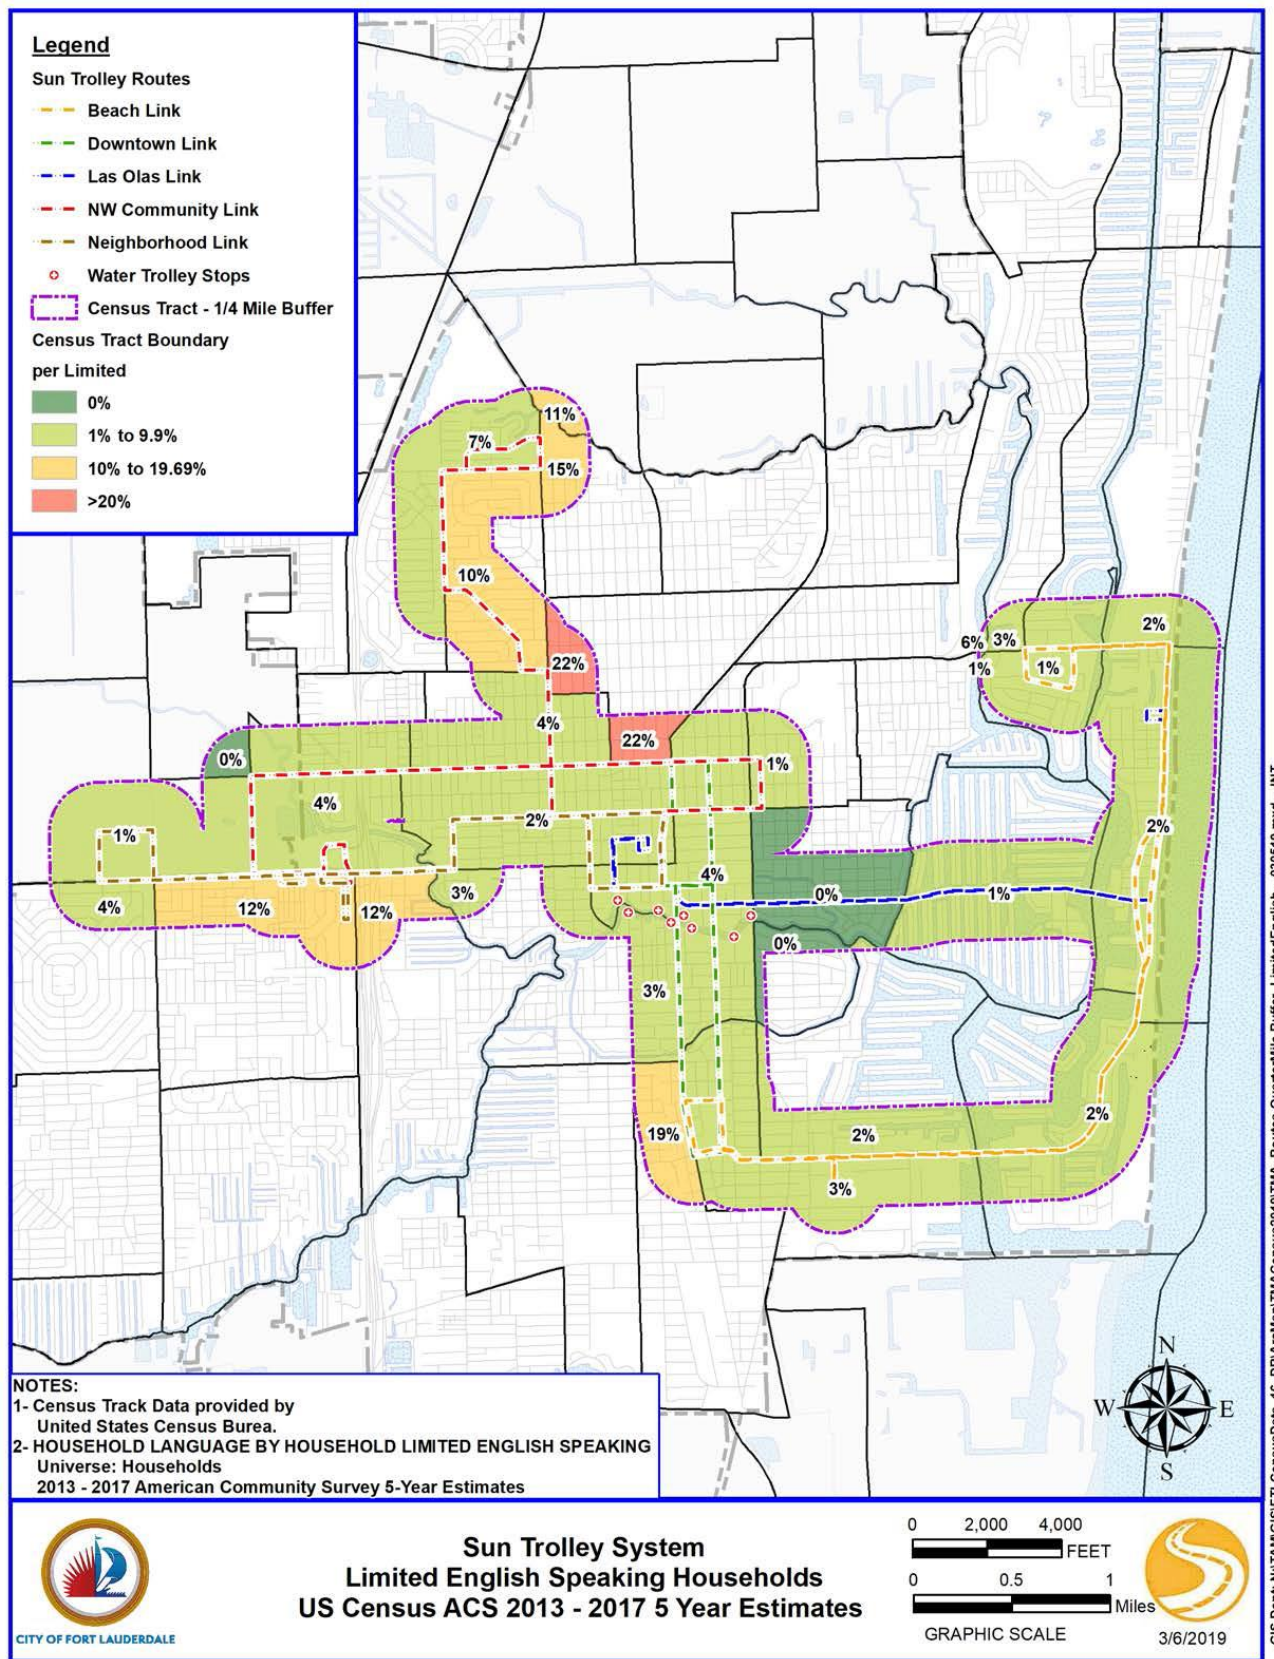 Legend
Sun Trolley Routes
Beach Link
Downtown Link
Las Olas Link
NW Community Link
Neighborhood Link
Water Trolley Stops
Census Tract - 1/4 Mile Buffer
Census Tract Boundary
per Limited
0%
1% to 9.9%
10% to 19.69%
>20%
11%
7%
15%
10%
22%
4%
22%
0%
1%
4%
2%
1%
4%
12%
12%
3%
4%
0%
1%
0%
3%
19%
2%
3%
2%
2%
2%
6%
3%
1%
1%
NOTES:
1- Census Track Data provided by
United States Census Burea.
2- HOUSEHOLD LANGUAGE BY HOUSEHOLD LIMITED ENGLISH SPEAKING
Universe: Households
2013 - 2017 American Community Survey 5-Year Estimates
N
W
E
S
CITY OF FORT LAUDERDALE
Sun Trolley System
Limited English Speaking Households
US Census ACS 2013 - 2017 5 Year Estimates
0 2,000 4,000
FEET
0 0.5 1
Miles
GRAPHIC SCALE
3/6/2019